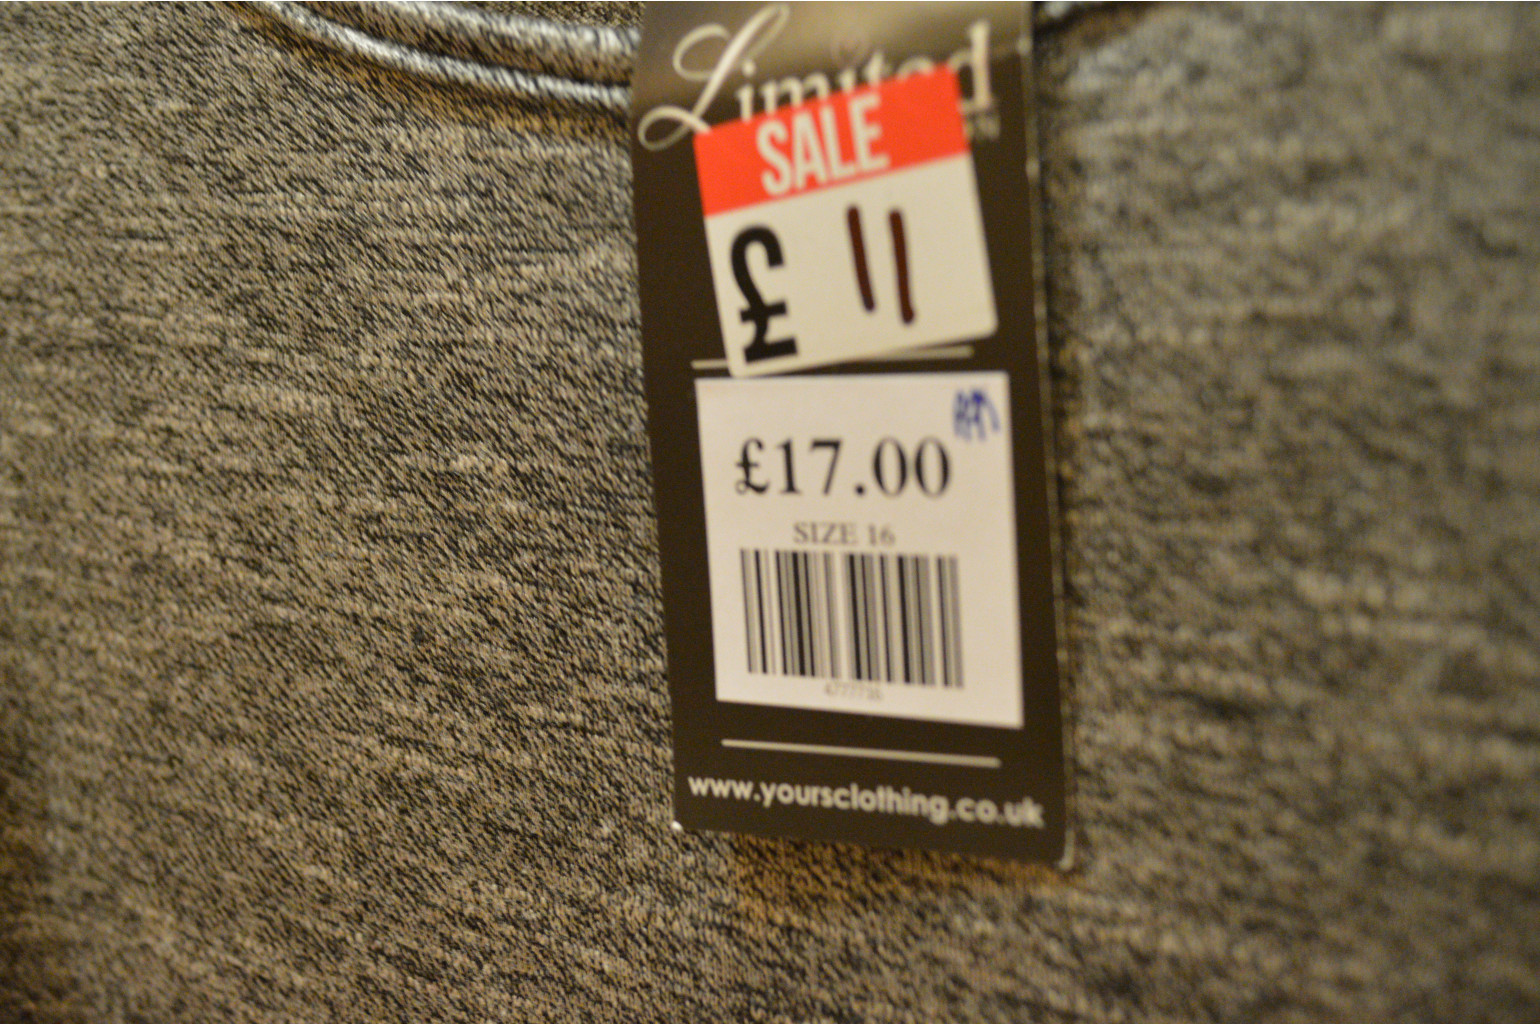 Limited
SALE
£ 11
£17.00
SIZE 16
www.yoursclothing.co.uk